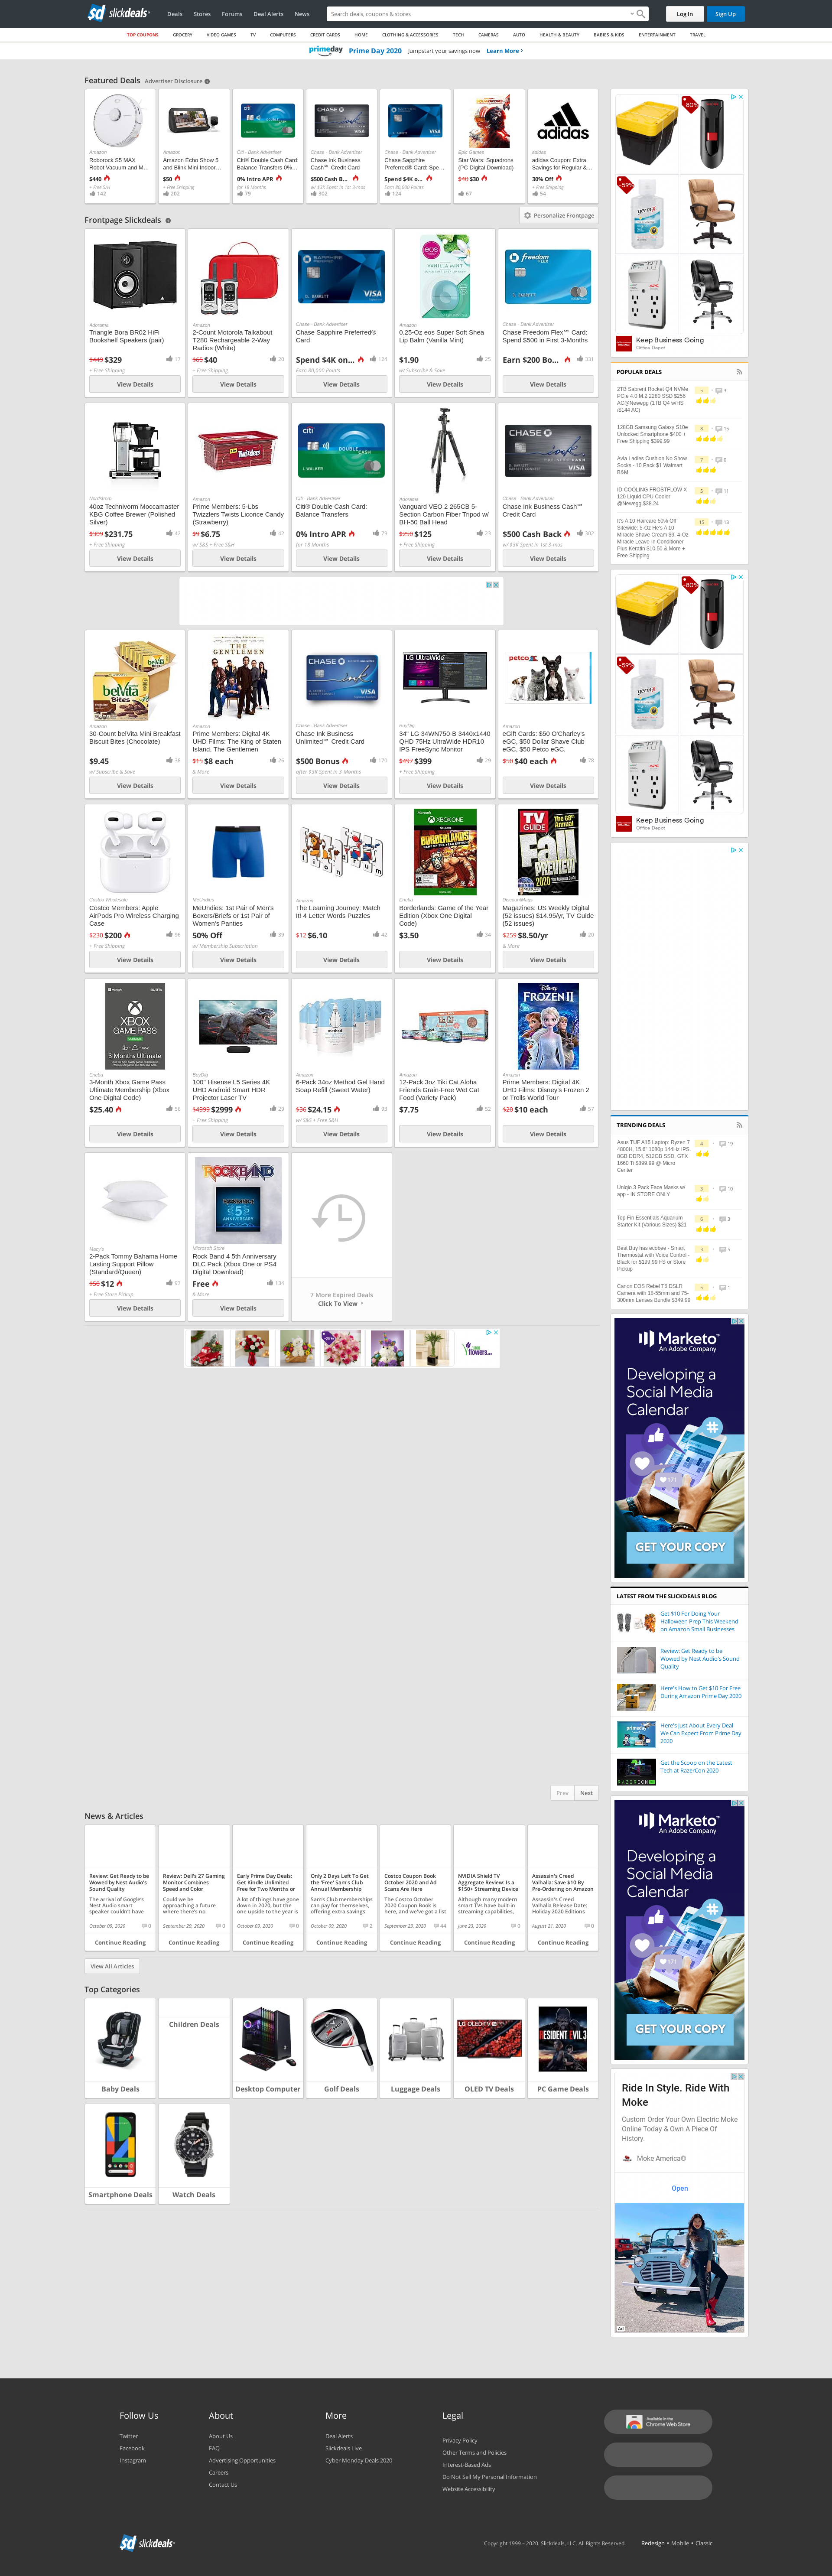 slickdeals
Deals
Stores
Forums
Deal Alerts
News
Search deals, coupons & stores
Log In
Sign Up
TOP COUPONS
GROCERY
VIDEO GAMES
TV
COMPUTERS
CREDIT CARDS
HOME
CLOTHING & ACCESSORIES
TECH
CAMERAS
AUTO
HEALTH & BEAUTY
BABIES & KIDS
ENTERTAINMENT
TRAVEL
primeday
Prime Day 2020
Jumpstart your savings now
Learn More
Featured Deals
Advertiser Disclosure
Amazon
Roborock S5 MAX
Robot Vacuum and M...
$440
+ Free S/H
142
Amazon
Amazon Echo Show 5
and Blink Mini Indoor...
$50
+ Free Shipping
202
Citi - Bank Advertiser
Citi® Double Cash Card:
Balance Transfers 0%...
0% Intro APR
for 18 Months
79
Chase - Bank Advertiser
Chase Ink Business
Cash℠ Credit Card
$500 Cash B...
w/ $3K Spent in 1st 3-mos
302
Chase - Bank Advertiser
Chase Sapphire
Preferred® Card: Spe...
Spend $4K o...
Earn 80,000 Points
124
Epic Games
Star Wars: Squadrons
(PC Digital Download)
$40 $30
67
adidas
adidas
adidas Coupon: Extra
Savings for Regular &...
30% Off
+ Free Shipping
54
Frontpage Slickdeals
Personalize Frontpage
Adorama
Triangle Bora BR02 HiFi
Bookshelf Speakers (pair)
$449 $329
17
+ Free Shipping
View Details
Amazon
2-Count Motorola Talkabout
T280 Rechargeable 2-Way
Radios (White)
$65 $40
20
+ Free Shipping
View Details
Chase - Bank Advertiser
Chase Sapphire Preferred®
Card
Spend $4K on...
124
Earn 80,000 Points
View Details
Amazon
0.25-Oz eos Super Soft Shea
Lip Balm (Vanilla Mint)
$1.90
25
w/ Subscribe & Save
View Details
Chase - Bank Advertiser
Chase Freedom Flex℠ Card:
Spend $500 in First 3-Months
Earn $200 Bo...
331
View Details
Nordstrom
40oz Technivorm Moccamaster
KBG Coffee Brewer (Polished
Silver)
$309 $231.75
42
+ Free Shipping
View Details
Amazon
Prime Members: 5-Lbs
Twizzlers Twists Licorice Candy
(Strawberry)
$9 $6.75
42
w/ S&S + Free S&H
View Details
Citi - Bank Advertiser
Citi® Double Cash Card:
Balance Transfers
0% Intro APR
79
for 18 Months
View Details
Adorama
Vanguard VEO 2 265CB 5-
Section Carbon Fiber Tripod w/
BH-50 Ball Head
$250 $125
23
+ Free Shipping
View Details
Chase - Bank Advertiser
Chase Ink Business Cash℠
Credit Card
$500 Cash Back
302
w/ $3K Spent in 1st 3-mos
View Details
Amazon
30-Count belVita Mini Breakfast
Biscuit Bites (Chocolate)
$9.45
38
w/ Subscribe & Save
View Details
THE GENTLEMEN
Amazon
Prime Members: Digital 4K
UHD Films: The King of Staten
Island, The Gentlemen
$15 $8 each
26
& More
View Details
Chase - Bank Advertiser
Chase Ink Business
Unlimited℠ Credit Card
$500 Bonus
170
after $3K Spent in 3-Months
View Details
LG UltraWide
BuyDig
34" LG 34WN750-B 3440x1440
QHD 75Hz UltraWide HDR10
IPS FreeSync Monitor
$497 $399
29
+ Free Shipping
View Details
petco
Amazon
eGift Cards: $50 O'Charley's
eGC, $50 Dollar Shave Club
eGC, $50 Petco eGC,
$50 $40 each
78
View Details
Costco Wholesale
Costco Members: Apple
AirPods Pro Wireless Charging
Case
$230 $200
96
+ Free Shipping
View Details
MeUndies
MeUndies: 1st Pair of Men's
Boxers/Briefs or 1st Pair of
Women's Panties
50% Off
39
w/ Membership Subscription
View Details
Amazon
The Learning Journey: Match
It! 4 Letter Words Puzzles
$12 $6.10
42
View Details
XBOX ONE
Eneba
Borderlands: Game of the Year
Edition (Xbox One Digital
Code)
$3.50
34
View Details
TV
GUIDE
Fall
PREVIEW
DiscountMags
Magazines: US Weekly Digital
(52 issues) $14.95/yr, TV Guide
(52 issues)
$259 $8.50/yr
20
& More
View Details
XBOX
GAME PASS
ULTIMATE
3 Months Ultimate
Eneba
3-Month Xbox Game Pass
Ultimate Membership (Xbox
One Digital Code)
$25.40
56
View Details
BuyDig
100" Hisense L5 Series 4K
UHD Android Smart HDR
Projector Laser TV
$4999 $2999
29
+ Free Shipping
View Details
method
Amazon
6-Pack 34oz Method Gel Hand
Soap Refill (Sweet Water)
$36 $24.15
93
w/ S&S + Free S&H
View Details
Amazon
12-Pack 3oz Tiki Cat Aloha
Friends Grain-Free Wet Cat
Food (Variety Pack)
$7.75
52
View Details
Disney
FROZEN II
Amazon
Prime Members: Digital 4K
UHD Films: Disney's Frozen 2
or Trolls World Tour
$20 $10 each
57
View Details
Macy's
2-Pack Tommy Bahama Home
Lasting Support Pillow
(Standard/Queen)
$50 $12
97
+ Free Store Pickup
View Details
ROCKBAND
5
ANNIVERSARY
Microsoft Store
Rock Band 4 5th Anniversary
DLC Pack (Xbox One or PS4
Digital Download)
Free
134
& More
View Details
7 More Expired Deals
Click To View
flowers
Prev
Next
News & Articles
Review: Get Ready to be
Wowed by Nest Audio's
Sound Quality
The arrival of Google's
Nest Audio smart
speaker couldn't have
October 09, 2020
0
Continue Reading
Review: Dell's 27 Gaming
Monitor Combines
Speed and Color
Could we be
approaching a future
where there's no
September 29, 2020
0
Continue Reading
Early Prime Day Deals:
Get Kindle Unlimited
Free for Two Months or
A lot of things have gone
down in 2020, but the
one upside to the year is
October 09, 2020
0
Continue Reading
Only 2 Days Left To Get
the 'Free' Sam's Club
Annual Membership
Sam's Club memberships
can pay for themselves,
offering extra savings
October 09, 2020
2
Continue Reading
Costco Coupon Book
October 2020 and Ad
Scans Are Here
The Costco October
2020 Coupon Book is
here, and we've got a list
September 23, 2020
44
Continue Reading
NVIDIA Shield TV
Aggregate Review: Is a
$150+ Streaming Device
Although many modern
smart TVs have built-in
streaming capabilities,
June 23, 2020
0
Continue Reading
Assassin's Creed
Valhalla: Save $10 By
Pre-Ordering on Amazon
Assassin's Creed
Valhalla Release Date:
Holiday 2020 Editions
August 21, 2020
0
Continue Reading
View All Articles
Top Categories
Baby Deals
Children Deals
Desktop Computer
Golf Deals
Luggage Deals
LG OLED TV
OLED TV Deals
RESIDENT EVIL 3
PC Game Deals
Smartphone Deals
Watch Deals
-80%
-59%
Keep Business Going
Office Depot
POPULAR DEALS
2TB Sabrent Rocket Q4 NVMe
PCIe 4.0 M.2 2280 SSD $256
AC@Newegg (1TB Q4 w/HS
/$144 AC)
5
3
128GB Samsung Galaxy S10e
Unlocked Smartphone $400 +
Free Shipping $399.99
8
15
Avia Ladies Cushion No Show
Socks - 10 Pack $1 Walmart
B&M
7
9
ID-COOLING FROSTFLOW X
120 Liquid CPU Cooler
@Newegg $38.24
5
11
It's A 10 Haircare 50% Off
Sitewide: 5-Oz He's A 10
Miracle Shave Cream $9, 4-Oz
Miracle Leave-in Conditioner
Plus Keratin $10.50 & More +
Free Shipping
15
13
-80%
-59%
Keep Business Going
Office Depot
TRENDING DEALS
Asus TUF A15 Laptop: Ryzen 7
4800H, 15.6" 1080p 144Hz IPS,
8GB DDR4, 512GB SSD, GTX
1660 Ti $899.99 @ Micro
Center
4
19
Uniqlo 3 Pack Face Masks w/
app - IN STORE ONLY
2
10
Top Fin Essentials Aquarium
Starter Kit (Various Sizes) $21
6
3
Best Buy has ecobee - Smart
Thermostat with Voice Control -
Black for $199.99 FS or Store
Pickup
3
5
Canon EOS Rebel T6 DSLR
Camera with 18-55mm and 75-
300mm Lenses Bundle $349.99
5
1
Marketo
An Adobe Company
Developing a
Social Media
Calendar
171
GET YOUR COPY
LATEST FROM THE SLICKDEALS BLOG
Get $10 For Doing Your
Halloween Prep This Weekend
on Amazon Small Businesses
Review: Get Ready to be
Wowed by Nest Audio's Sound
Quality
Here's How to Get $10 For Free
During Amazon Prime Day 2020
Here's Just About Every Deal
We Can Expect From Prime Day
2020
Get the Scoop on the Latest
Tech at RazerCon 2020
Marketo
An Adobe Company
Developing a
Social Media
Calendar
171
GET YOUR COPY
Ride In Style. Ride With
Moke
Custom Order Your Own Electric Moke
Online Today & Own A Piece Of
History.
Moke America®
Open
Ad
Follow Us
Twitter
Facebook
Instagram
About
About Us
FAQ
Advertising Opportunities
Careers
Contact Us
More
Deal Alerts
Slickdeals Live
Cyber Monday Deals 2020
Legal
Privacy Policy
Other Terms and Policies
Interest-Based Ads
Do Not Sell My Personal Information
Website Accessibility
Available in the
Chrome Web Store
slickdeals
Copyright 1999 – 2020. Slickdeals, LLC. All Rights Reserved.
Redesign • Mobile • Classic